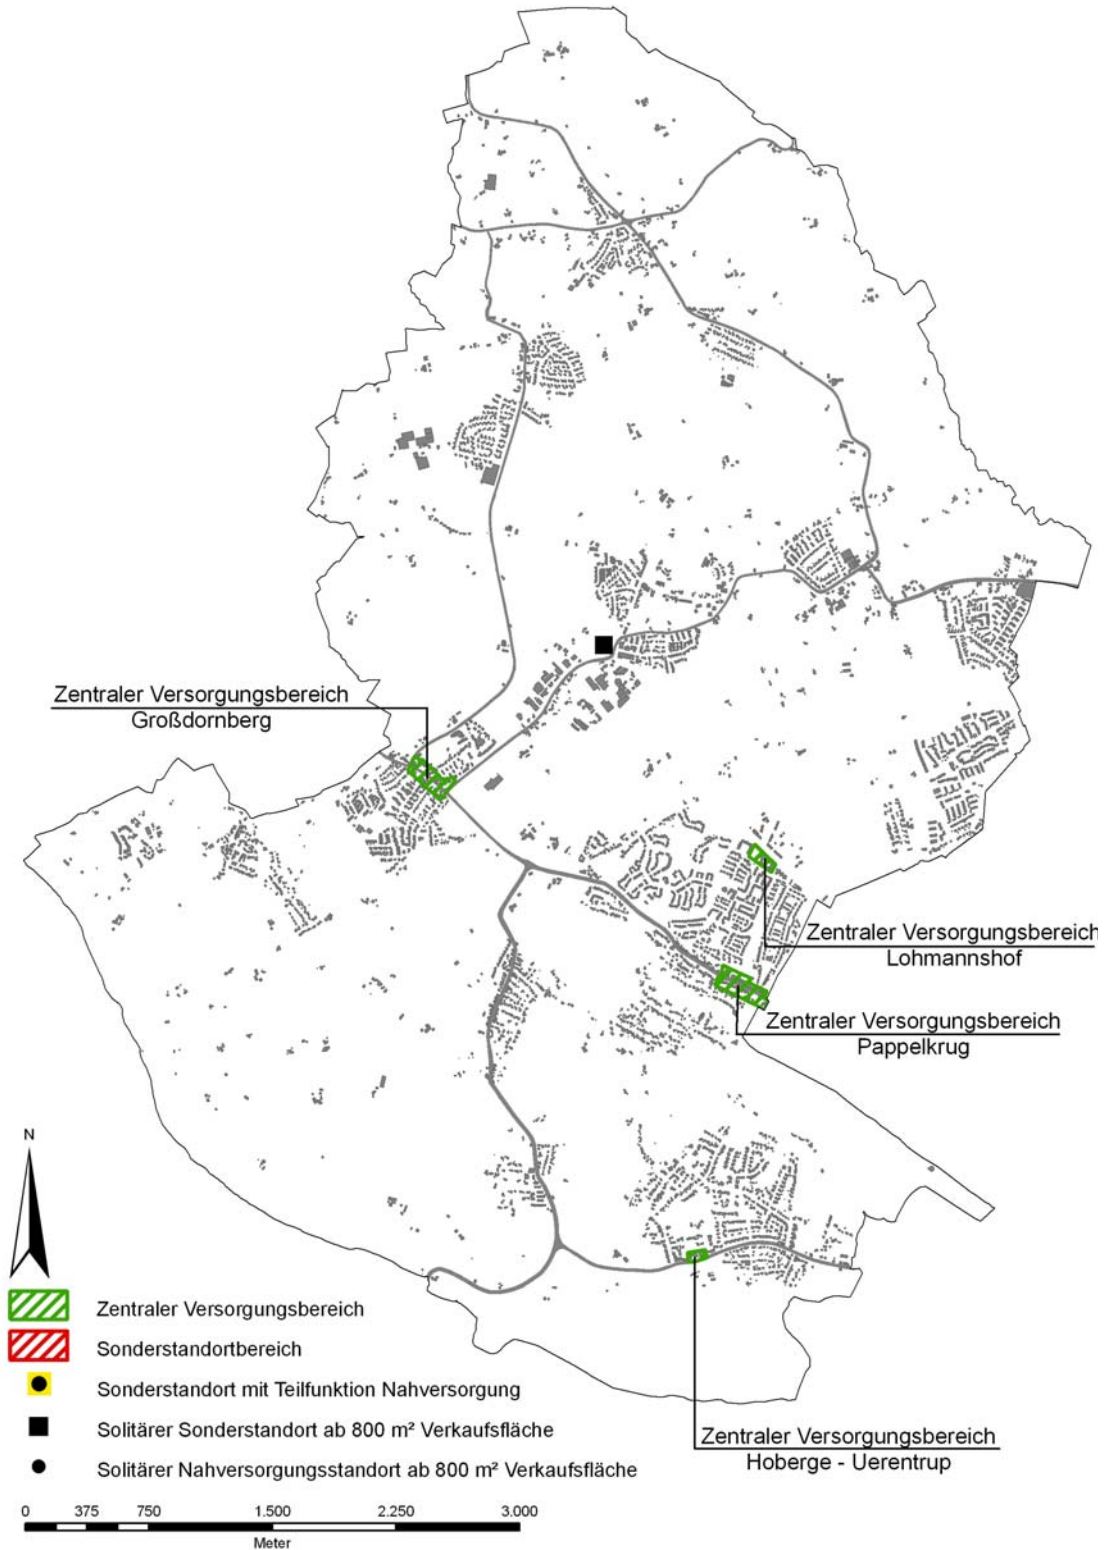 Zentraler Versorgungsbereich
Großdornberg
Zentraler Versorgungsbereich
Lohmannshof
Zentraler Versorgungsbereich
Pappelkrug
N
Zentraler Versorgungsbereich
Sonderstandortbereich
Sonderstandort mit Teilfunktion Nahversorgung
Solitärer Sonderstandort ab 800 m² Verkaufsfläche
Solitärer Nahversorgungsstandort ab 800 m² Verkaufsfläche
Zentraler Versorgungsbereich
Hoberge - Uerentrup
0 375 750 1.500 2.250 3.000
Meter